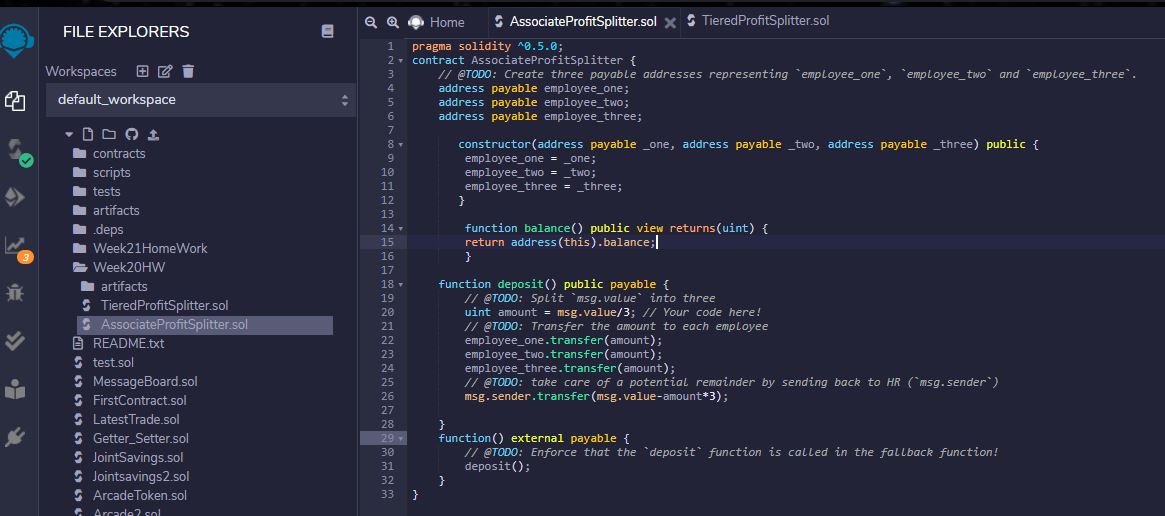 FILE EXPLORERS
Workspaces
default_workspace
contracts
scripts
tests
artifacts
.deps
Week21HomeWork
Week20HW
artifacts
TieredProfitSplitter.sol
AssociateProfitSplitter.sol
README.txt
test.sol
MessageBoard.sol
FirstContract.sol
LatestTrade.sol
Getter_Setter.sol
JointSavings.sol
Jointsavings2.sol
ArcadeToken.sol
Arcade2.sol
3
Home
AssociateProfitSplitter.sol
TieredProfitSplitter.sol
1 pragma solidity ^0.5.0;
2 contract AssociateProfitSplitter {
3 // @TODO: Create three payable addresses representing `employee_one`, `employee_two` and `employee_three`.
4 address payable employee_one;
5 address payable employee_two;
6 address payable employee_three;
7
8 constructor(address payable _one, address payable _two, address payable _three) public {
9 employee_one = _one;
10 employee_two = _two;
11 employee_three = _three;
12 }
13
14 function balance() public view returns(uint) {
15 return address(this).balance;
16 }
17
18 function deposit() public payable {
19 // @TODO: Split `msg.value` into three
20 uint amount = msg.value/3; // Your code here!
21 // @TODO: Transfer the amount to each employee
22 employee_one.transfer(amount);
23 employee_two.transfer(amount);
24 employee_three.transfer(amount);
25 // @TODO: take care of a potential remainder by sending back to HR (`msg.sender`)
26 msg.sender.transfer(msg.value-amount*3);
27
28 }
29 function() external payable {
30 // @TODO: Enforce that the `deposit` function is called in the fallback function!
31 deposit();
32 }
33 }